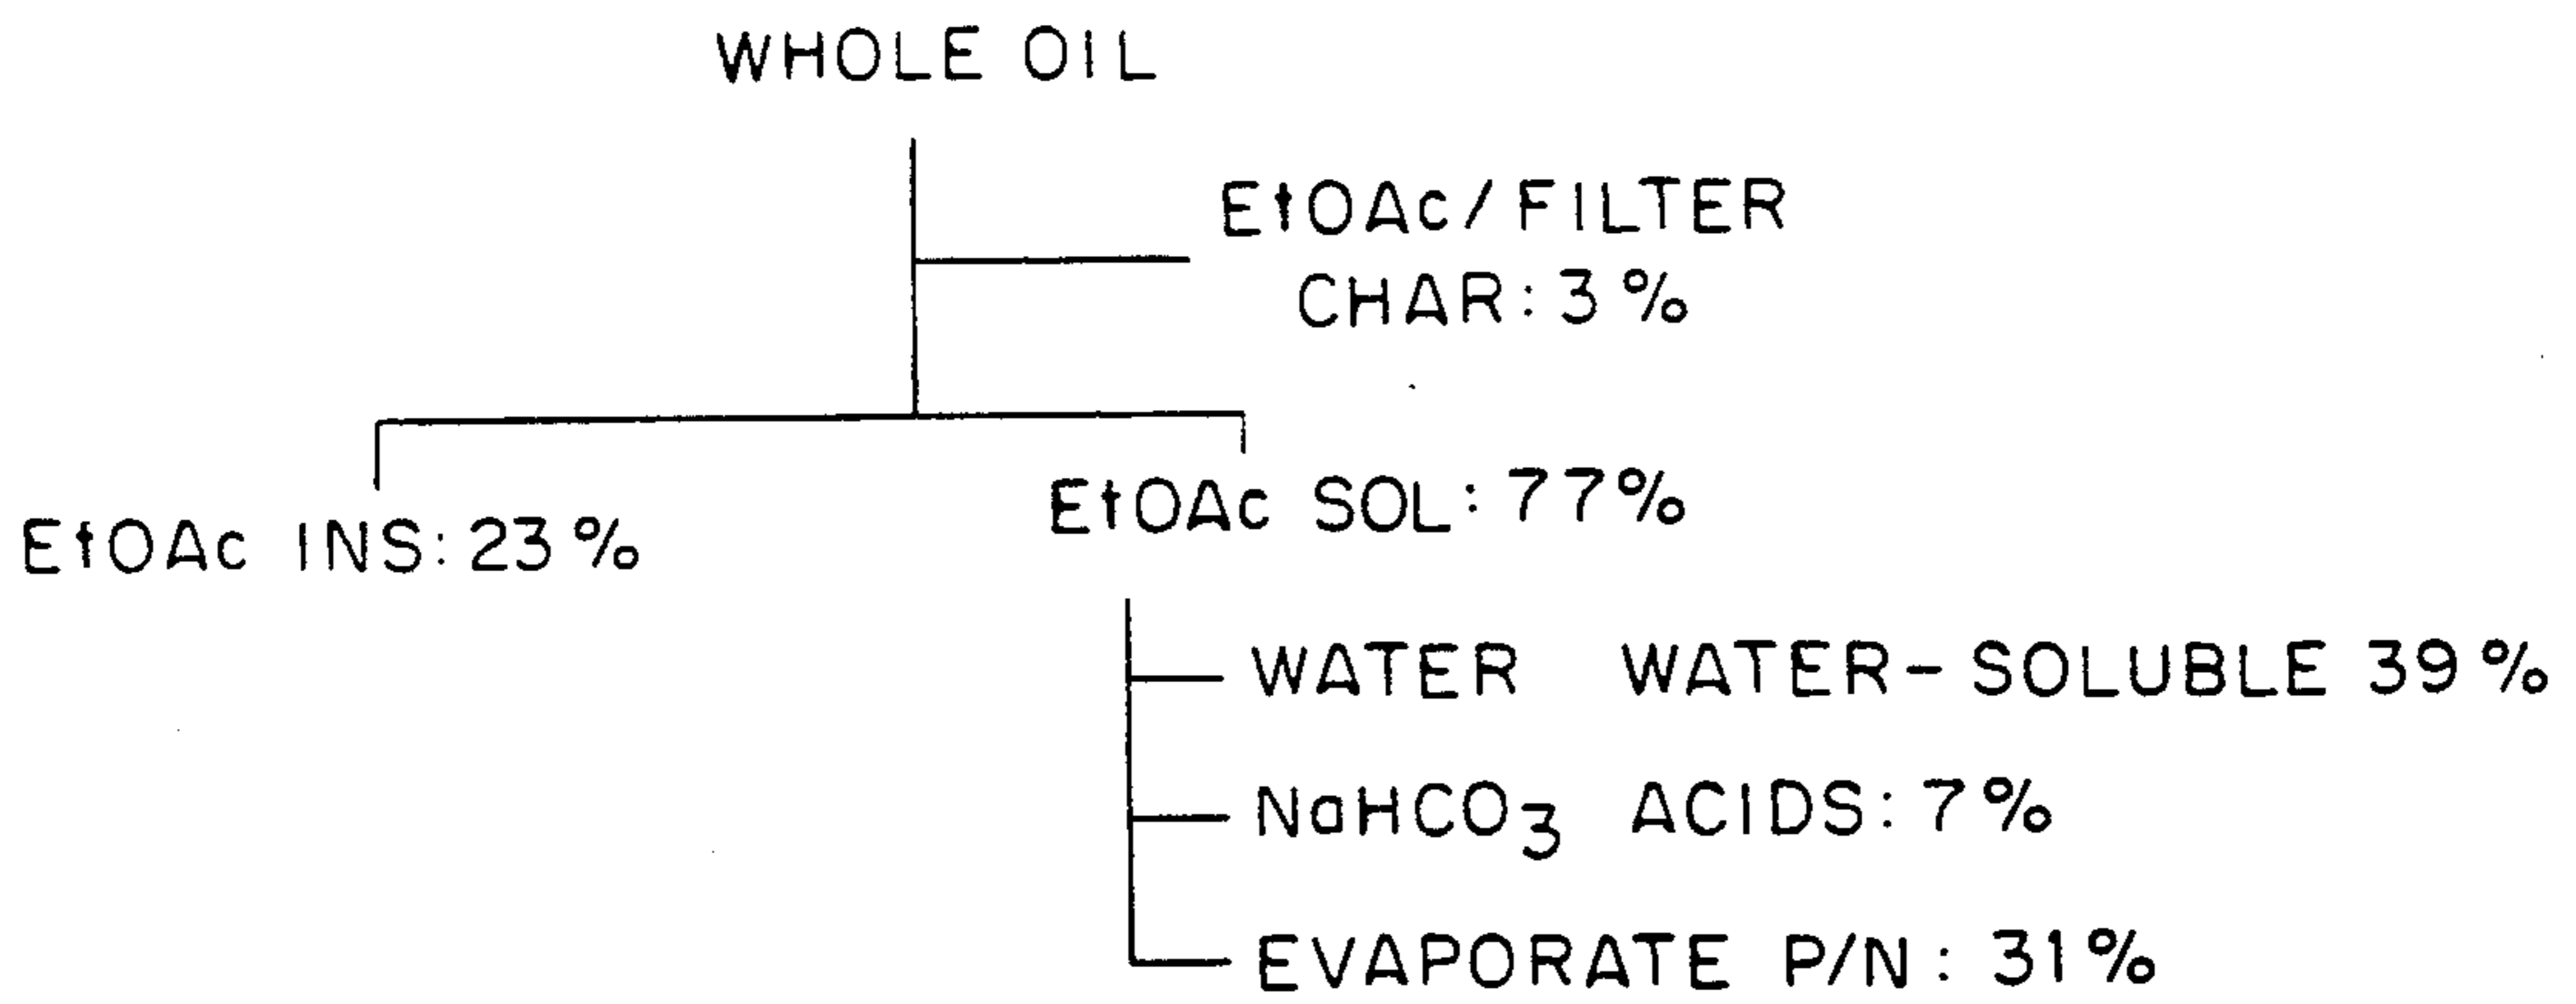 WHOLE OIL
EtOAc/FILTER
CHAR: 3%
EtOAc INS: 23%
EtOAc SOL: 77%
WATER WATER-SOLUBLE 39%
NaHCO3 ACIDS: 7%
EVAPORATE P/N: 31%